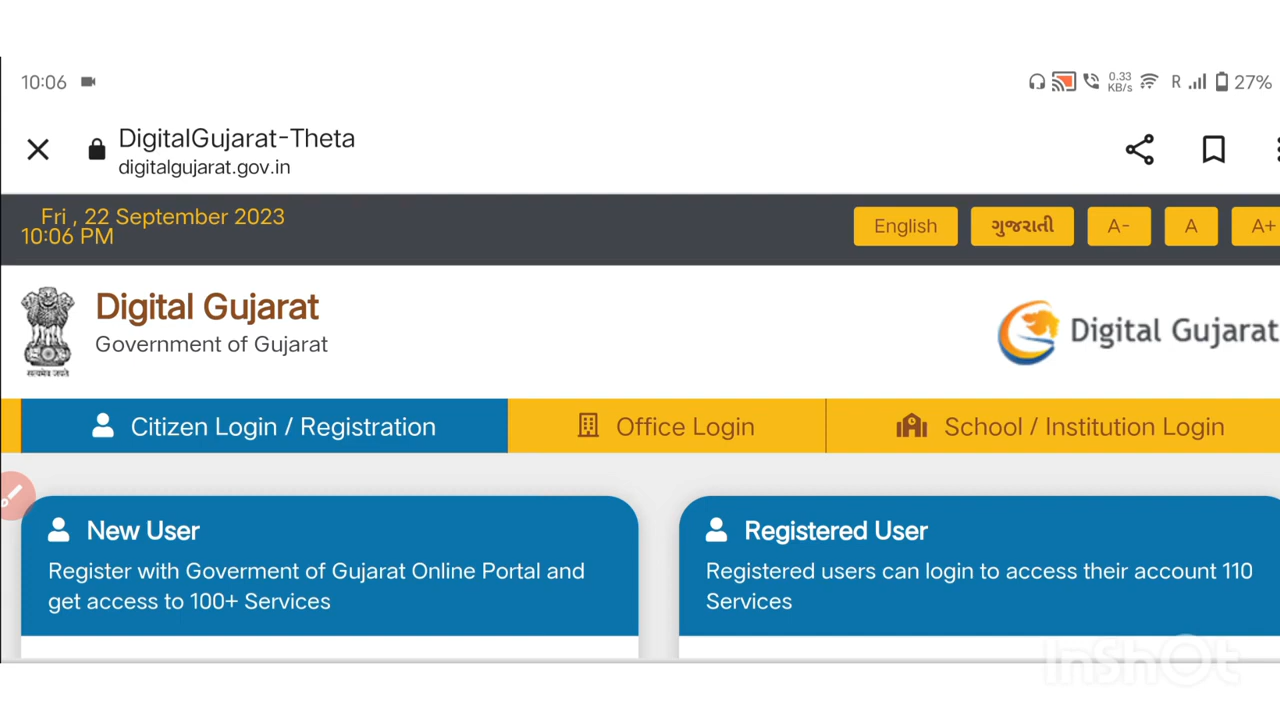 10:06
0.33
KB/s
R
27%
DigitalGujarat-Theta
digitalgujarat.gov.in
Fri , 22 September 2023
10:06 PM
English
ગુજરાતી
A-
A
A+
सत्यमेव जयते
Digital Gujarat
Government of Gujarat
Digital Gujarat
Citizen Login / Registration
Office Login
School / Institution Login
New User
Register with Goverment of Gujarat Online Portal and
get access to 100+ Services
Registered User
Registered users can login to access their account 110
Services
InShOt